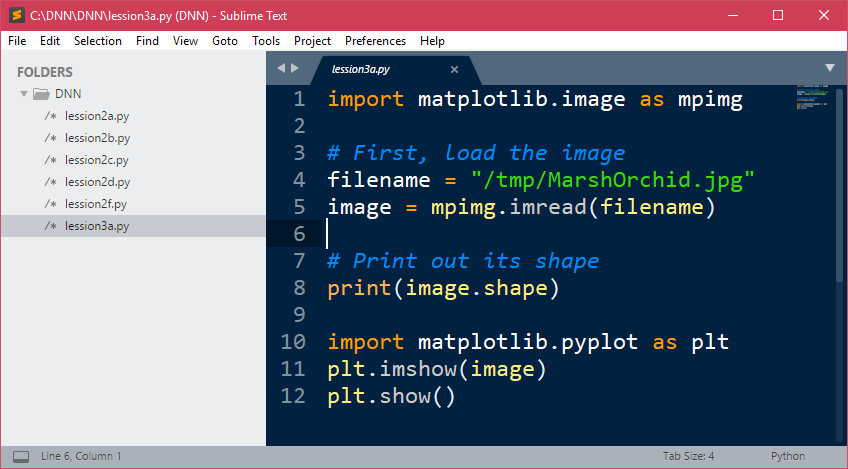 C:\DNN\DNN\lession3a.py (DNN) - Sublime Text
File Edit Selection Find View Goto Tools Project Preferences Help
FOLDERS
DNN
/* lession2a.py
/* lession2b.py
/* lession2c.py
/* lession2d.py
/* lession2f.py
/* lession3a.py
lession3a.py ×
1 import matplotlib.image as mpimg
2
3 # First, load the image
4 filename = "/tmp/MarshOrchid.jpg"
5 image = mpimg.imread(filename)
6
7 # Print out its shape
8 print(image.shape)
9
10 import matplotlib.pyplot as plt
11 plt.imshow(image)
12 plt.show()
Line 6, Column 1 Tab Size: 4 Python